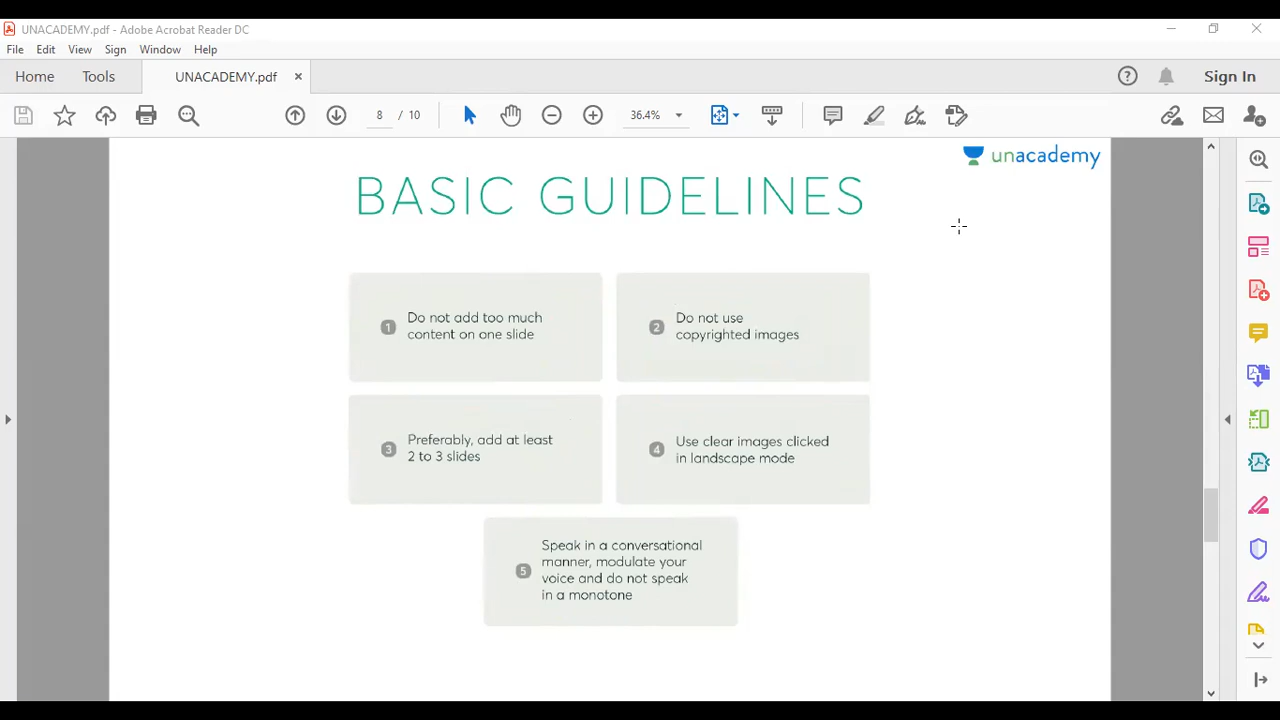 UNACADEMY.pdf - Adobe Acrobat Reader DC
File Edit View Sign Window Help
Home Tools UNACADEMY.pdf × Sign In
8 / 10 36.4%
unacademy
BASIC GUIDELINES
1 Do not add too much
content on one slide
2 Do not use
copyrighted images
3 Preferably, add at least
2 to 3 slides
4 Use clear images clicked
in landscape mode
5 Speak in a conversational
manner, modulate your
voice and do not speak
in a monotone